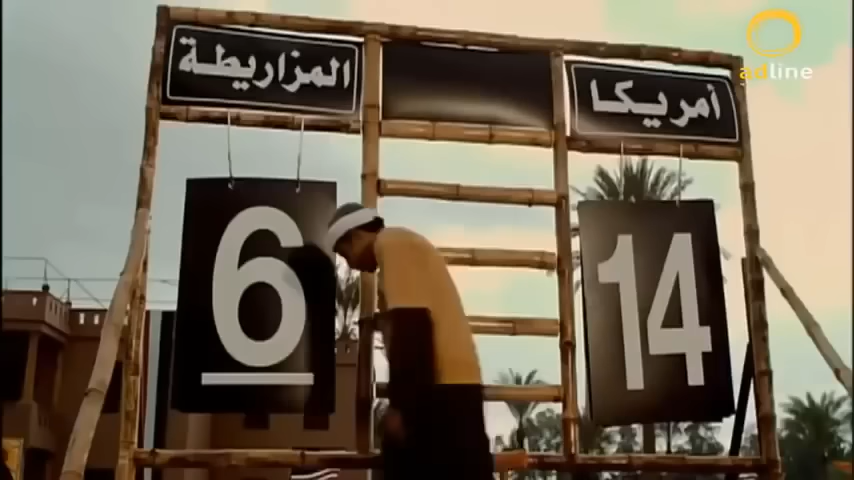 المزاريطة
أمريكا
adline
6
14